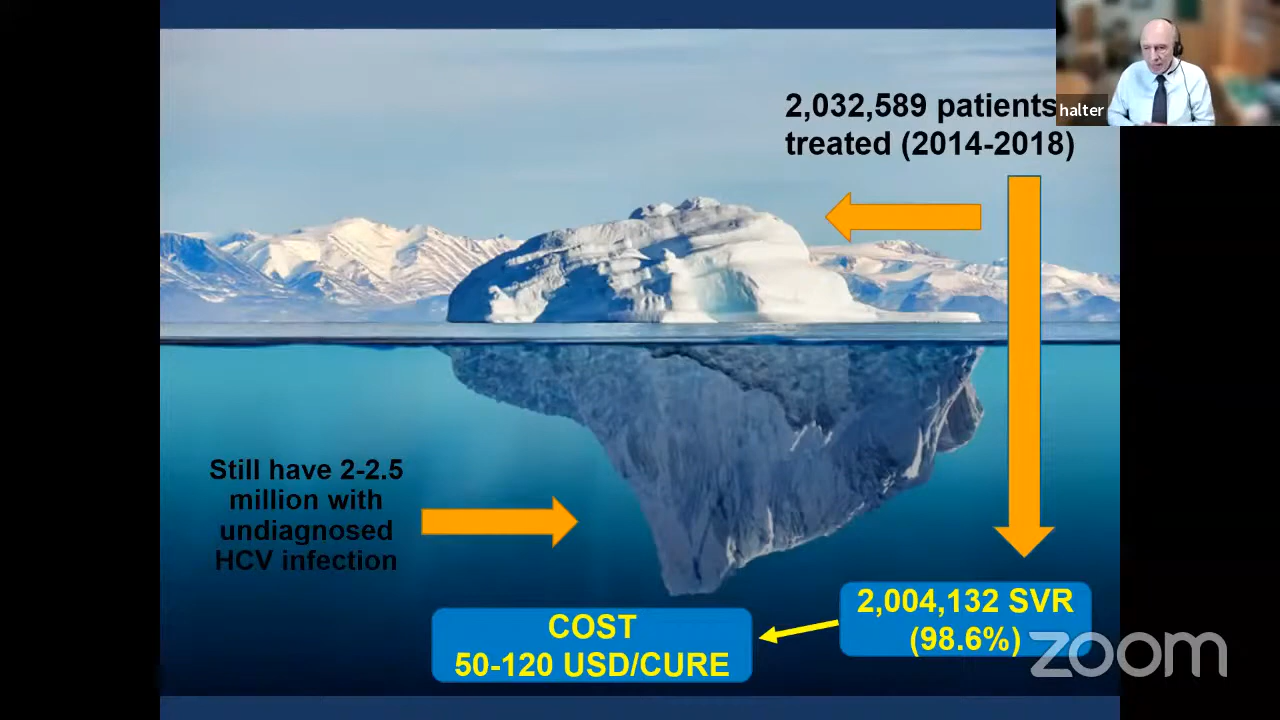 2,032,589 patients
treated (2014-2018)
halter
Still have 2-2.5
million with
undiagnosed
HCV infection
2,004,132 SVR
(98.6%)
COST
50-120 USD/CURE
zoom